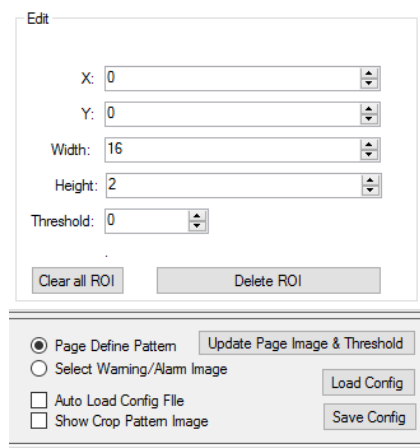 Edit
X: 0
Y: 0
Width: 16
Height: 2
Threshold: 0
.
Clear all ROI Delete ROI
Page Define Pattern Update Page Image & Threshold
Select Warning/Alarm Image
Load Config
Auto Load Config FIle
Show Crop Pattern Image Save Config